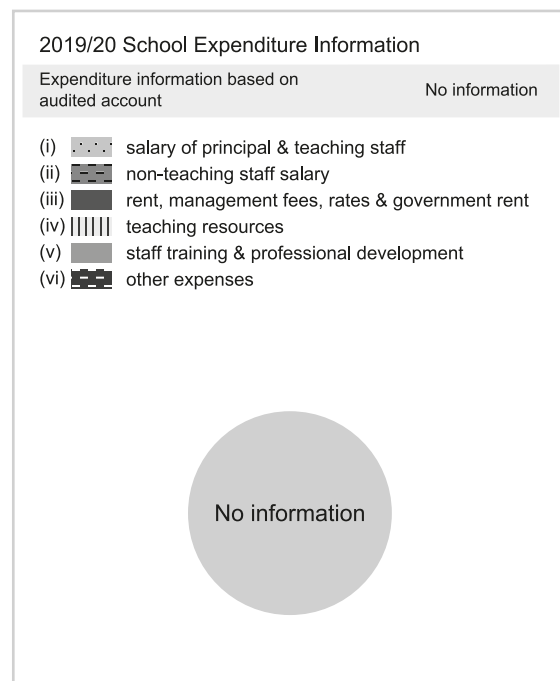 2019/20 School Expenditure Information
Expenditure information based on
audited account
No information
(i) salary of principal & teaching staff
(ii) non-teaching staff salary
(iii) rent, management fees, rates & government rent
(iv) teaching resources
(v) staff training & professional development
(vi) other expenses
No information